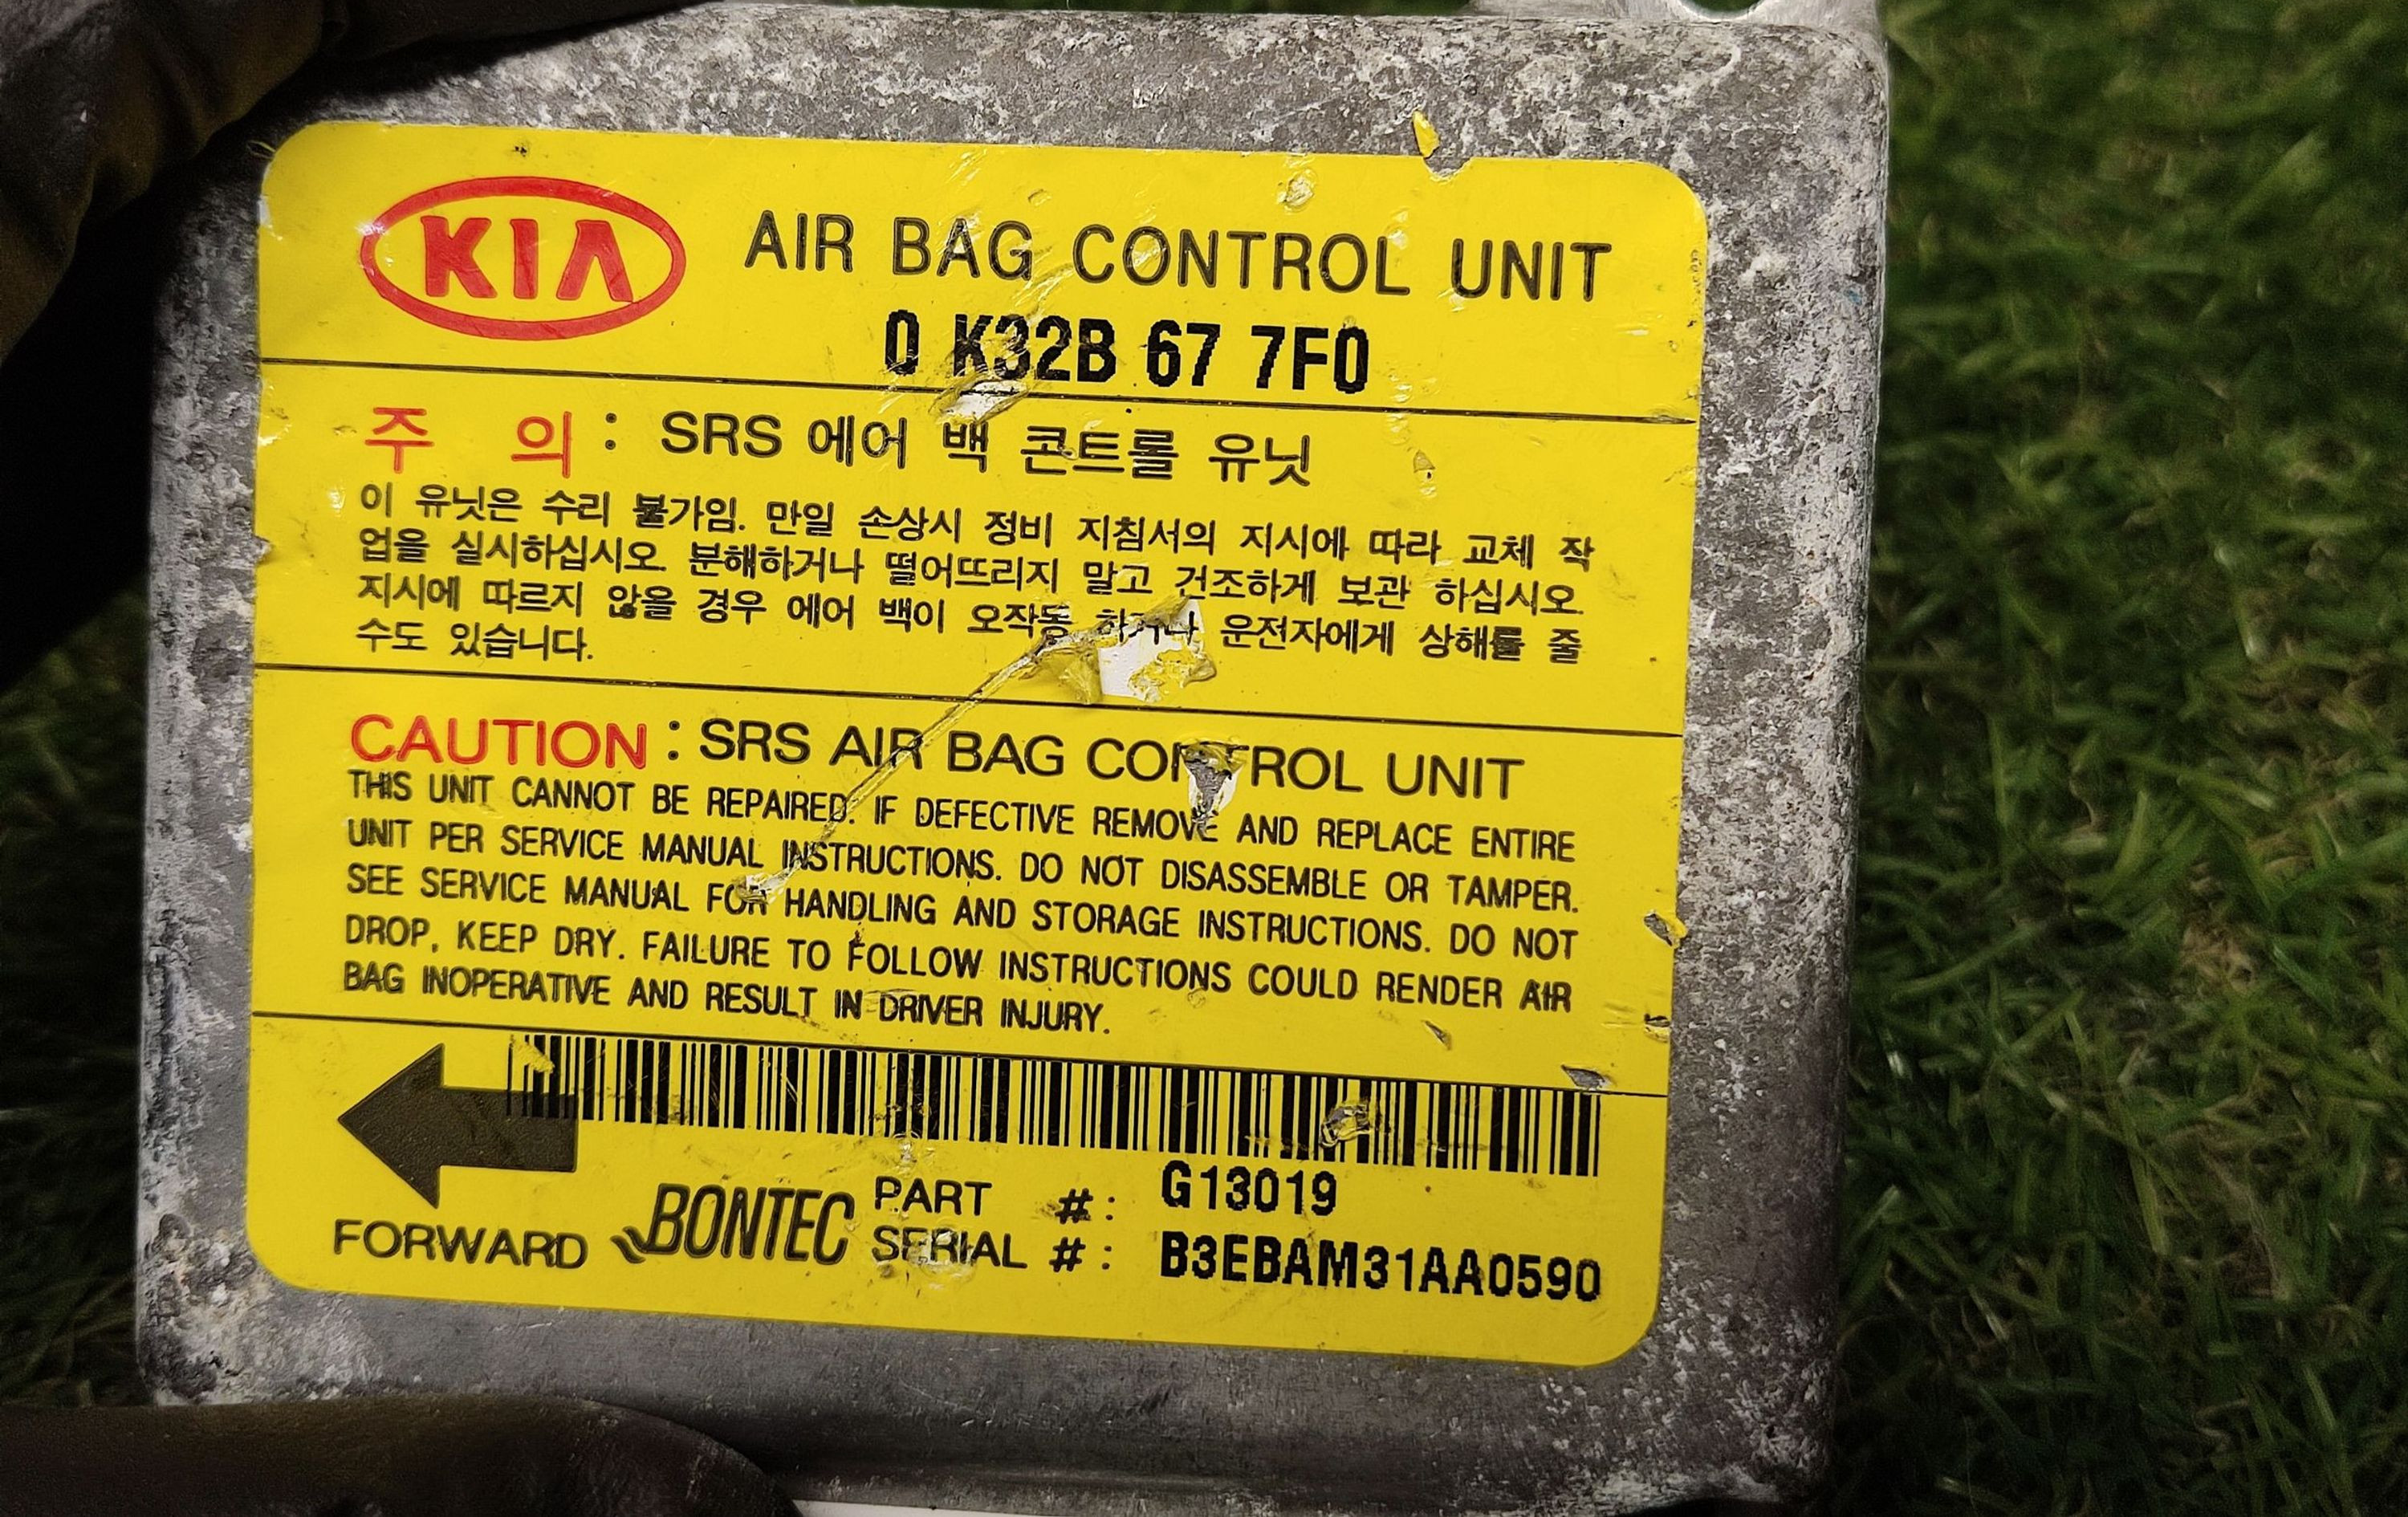 KIA AIR BAG CONTROL UNIT
0 K32B 67 7F0
주 의 : SRS 에어 백 콘트롤 유닛
이 유닛은 수리 불가임. 만일 손상시 정비 지침서의 지시에 따라 교체 작
업을 실시하십시오. 분해하거나 떨어뜨리지 말고 건조하게 보관 하십시오.
지시에 따르지 않을 경우 에어 백이 오작동 하거나 운전자에게 상해를 줄
수도 있습니다.
CAUTION : SRS AIR BAG CONTROL UNIT
THIS UNIT CANNOT BE REPAIRED. IF DEFECTIVE REMOVE AND REPLACE ENTIRE
UNIT PER SERVICE MANUAL INSTRUCTIONS. DO NOT DISASSEMBLE OR TAMPER.
SEE SERVICE MANUAL FOR HANDLING AND STORAGE INSTRUCTIONS. DO NOT
DROP, KEEP DRY. FAILURE TO FOLLOW INSTRUCTIONS COULD RENDER AIR
BAG INOPERATIVE AND RESULT IN DRIVER INJURY.
FORWARD BONTEC PART #: G13019
SERIAL #: B3EBAM31AA0590